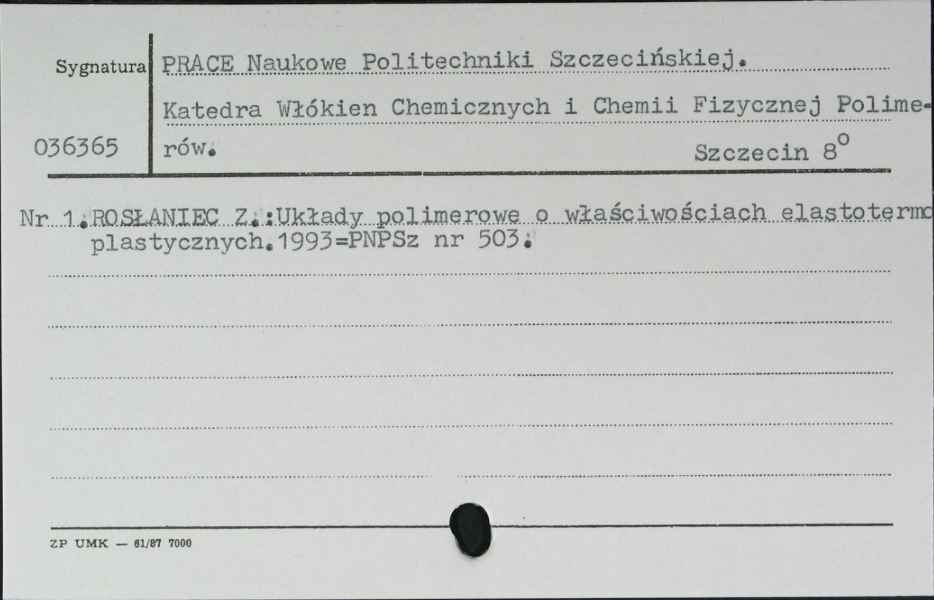 Sygnatura PRACE Naukowe Politechniki Szczecińskiej.
Katedra Włókien Chemicznych i Chemii Fizycznej Polime-
036365 rów. Szczecin 8°
Nr 1.ROSŁANIEC Z.:Układy polimerowe o właściwościach elastotermo
plastycznych.1993=PNPSz nr 503.
ZP UMK — 61/87 7000